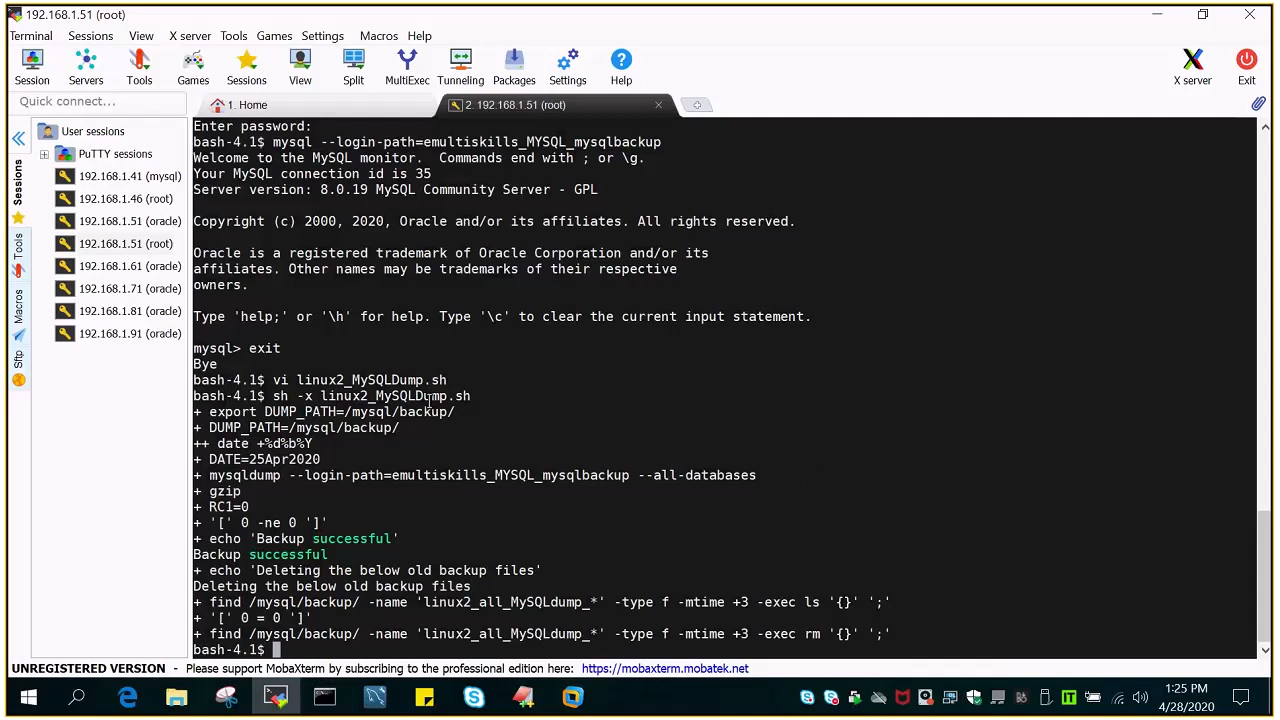 192.168.1.51 (root)
Terminal Sessions View X server Tools Games Settings Macros Help
Session Servers Tools Games Sessions View Split MultiExec Tunneling Packages Settings Help X server Exit
Quick connect...
1. Home
2. 192.168.1.51 (root)
User sessions
PuTTY sessions
192.168.1.41 (mysql)
192.168.1.46 (root)
192.168.1.51 (oracle)
192.168.1.51 (root)
192.168.1.61 (oracle)
192.168.1.71 (oracle)
192.168.1.81 (oracle)
192.168.1.91 (oracle)
Sessions
Tools
Macros
Sftp
Enter password:
bash-4.1$ mysql --login-path=emultiskills_MYSQL_mysqlbackup
Welcome to the MySQL monitor.  Commands end with ; or \g.
Your MySQL connection id is 35
Server version: 8.0.19 MySQL Community Server - GPL
Copyright (c) 2000, 2020, Oracle and/or its affiliates. All rights reserved.
Oracle is a registered trademark of Oracle Corporation and/or its
affiliates. Other names may be trademarks of their respective
owners.
Type 'help;' or '\h' for help. Type '\c' to clear the current input statement.
mysql> exit
Bye
bash-4.1$ vi linux2_MySQLDump.sh
bash-4.1$ sh -x linux2_MySQLDump.sh
+ export DUMP_PATH=/mysql/backup/
+ DUMP_PATH=/mysql/backup/
++ date +%d%b%Y
+ DATE=25Apr2020
+ mysqldump --login-path=emultiskills_MYSQL_mysqlbackup --all-databases
+ gzip
+ RC1=0
+ '[' 0 -ne 0 ']'
+ echo 'Backup successful'
Backup successful
+ echo 'Deleting the below old backup files'
Deleting the below old backup files
+ find /mysql/backup/ -name 'linux2_all_MySQLdump_*' -type f -mtime +3 -exec ls '{}' ';'
+ '[' 0 = 0 ']'
+ find /mysql/backup/ -name 'linux2_all_MySQLdump_*' -type f -mtime +3 -exec rm '{}' ';'
bash-4.1$
UNREGISTERED VERSION - Please support MobaXterm by subscribing to the professional edition here: https://mobaxterm.mobatek.net
IT
1:25 PM
4/28/2020